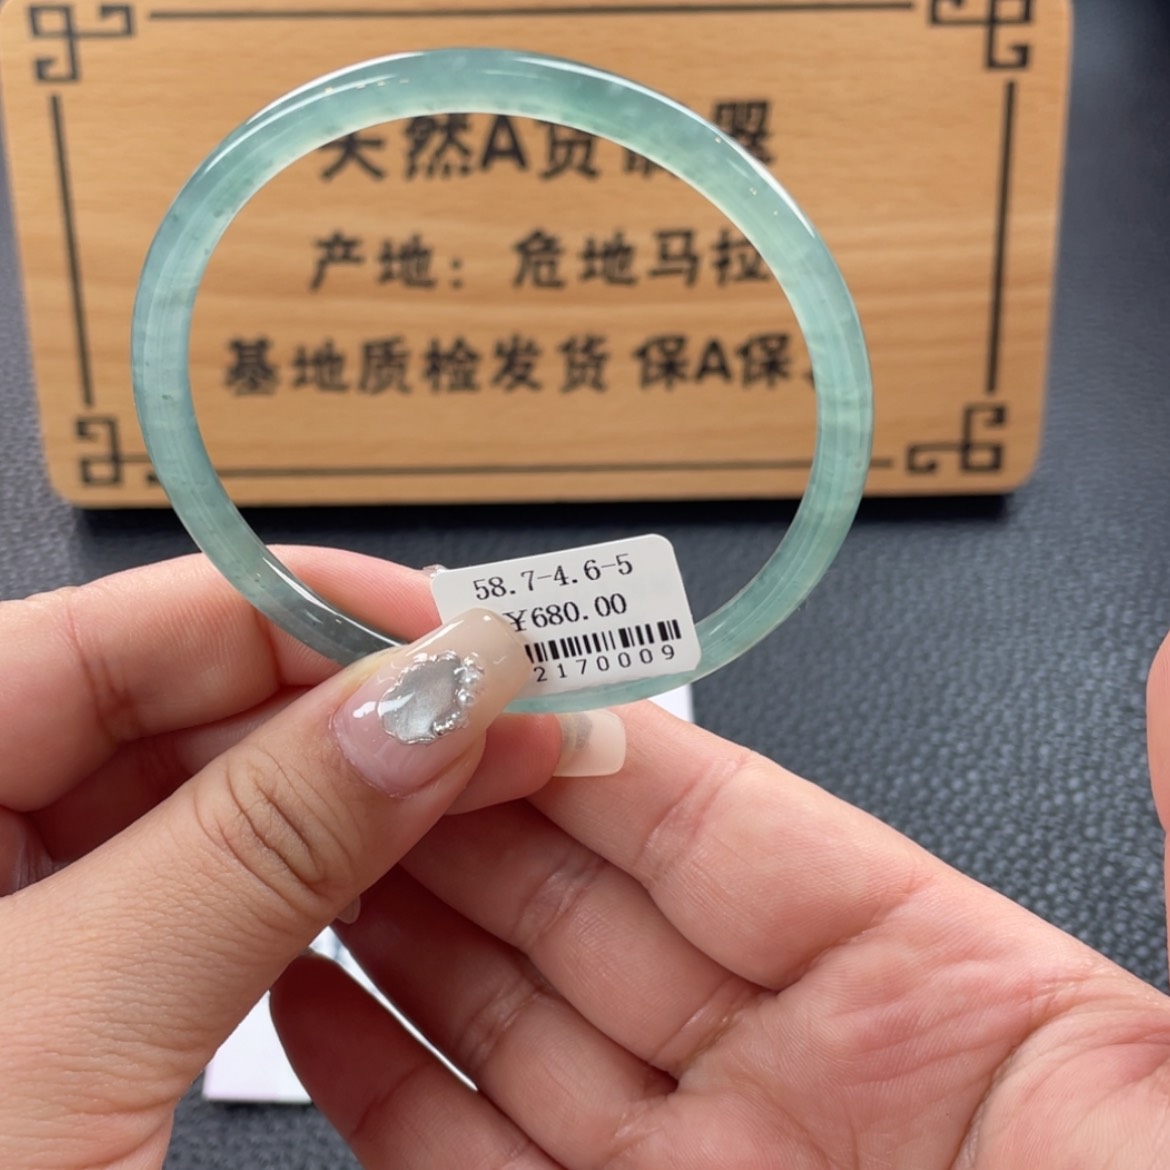 天然A货
产地：危地马拉
基地质检发货 保A保
58.7-4.6-5
¥680.00
2170009